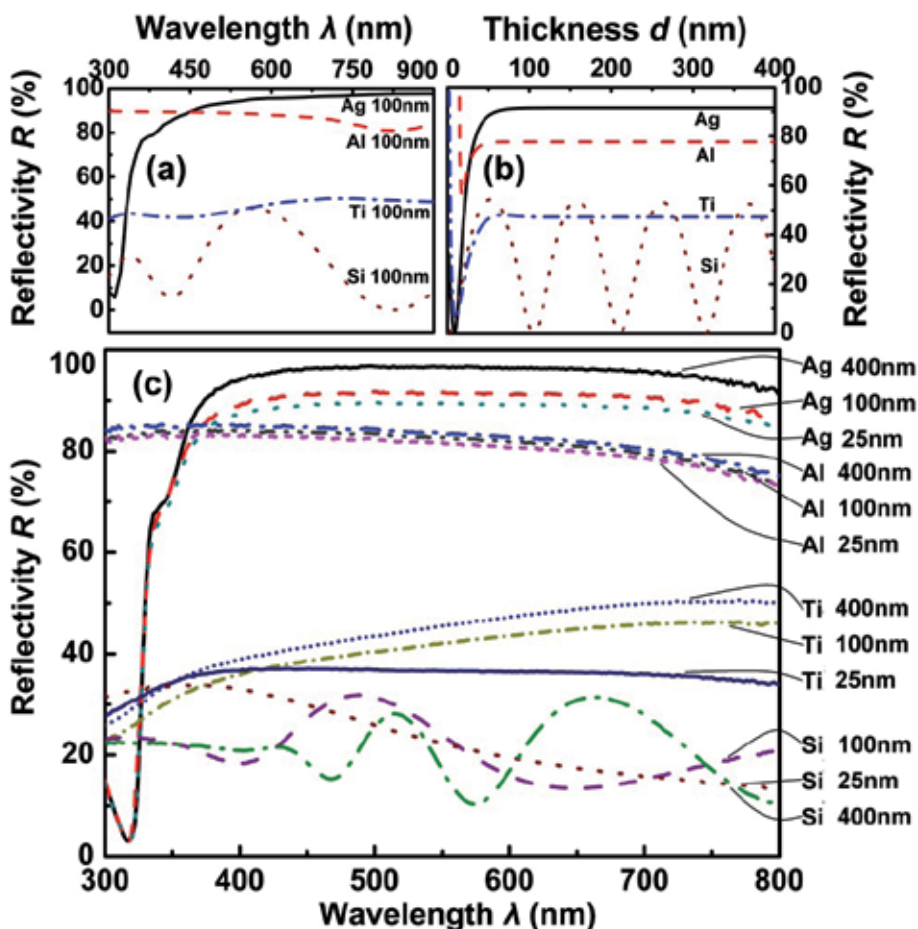 Wavelength λ (nm)
Thickness d (nm)
300 450 600 750 900
0 100 200 300 400
Reflectivity R (%)
100
80
60
40
20
0
(a)
Ag 100nm
Al 100nm
Ti 100nm
Si 100nm
(b)
Ag
Al
Ti
Si
100
80
60
40
20
0
Reflectivity R (%)
(c)
Reflectivity R (%)
100
80
60
40
20
0
Ag 400nm
Ag 100nm
Ag 25nm
Al 400nm
Al 100nm
Al 25nm
Ti 400nm
Ti 100nm
Ti 25nm
Si 100nm
Si 25nm
Si 400nm
300 400 500 600 700 800
Wavelength λ (nm)